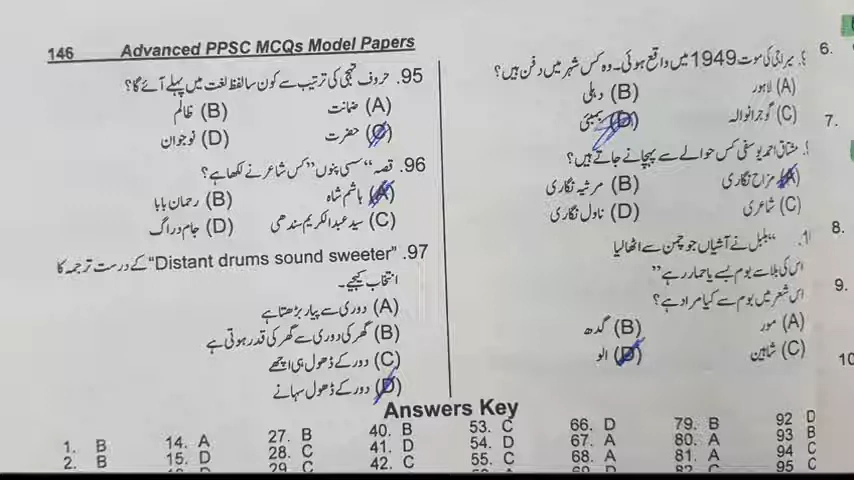 146 Advanced PPSC MCQs Model Papers
95. حروف تہجی کی ترتیب سے کون سا لفظ لغت میں پہلے آئے گا؟
(A) ضمانت (B) ظالم
(C) حضرت (D) نوجوان
96. قصہ "سسی پنوں" کس شاعر نے لکھا ہے؟
(A) ہاشم شاہ (B) رحمان بابا
(C) سید عبدالکریم سندھی (D) جام دراگ
97. "Distant drums sound sweeter" کے درست ترجمہ کا
انتخاب کیجیے۔
(A) دوری سے پیار بڑھتا ہے
(B) گھر کی دوری سے گھر کی قدر ہوتی ہے
(C) دور کے ڈھول ہی اچھے
(D) دور کے ڈھول سہانے
میراجی کی موت 1949 میں واقع ہوئی۔ وہ کس شہر میں دفن ہیں؟
(A) لاہور (B) دہلی
(C) گوجرانوالہ (D) بمبئی
مشتاق احمد یوسفی کس حوالے سے پہچانے جاتے ہیں؟
(A) مزاح نگاری (B) مرثیہ نگاری
(C) شاعری (D) ناول نگاری
"بلبل نے آشیاں جو چمن سے اٹھا لیا
اس کی بلا سے بوم بسے یا ہما رہے"
اس شعر میں بوم سے کیا مراد ہے؟
(A) مور (B) گدھ
(C) شاہین (D) الو
6.
7.
8.
9.
10
Answers Key
1. B 14. A 27. B 40. B 53. C 66. D 79. B 92 D
2. B 15. D 28. C 41. D 54. D 67. A 80. A 93 B
29. C 42. C 55. C 68. A 81. A 94 C
95 C